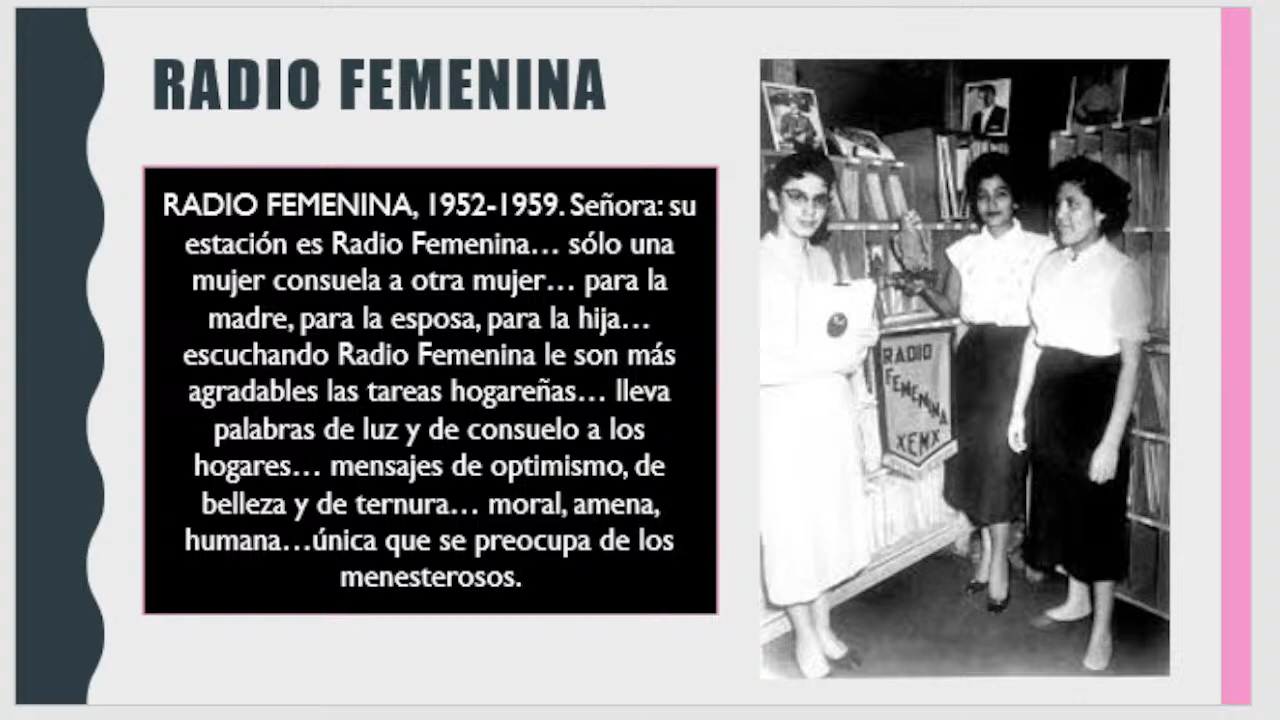 RADIO FEMENINA
RADIO FEMENINA, 1952-1959. Señora: su
estación es Radio Femenina... sólo una
mujer consuela a otra mujer... para la
madre, para la esposa, para la hija...
escuchando Radio Femenina le son más
agradables las tareas hogareñas... lleva
palabras de luz y de consuelo a los
hogares... mensajes de optimismo, de
belleza y de ternura... moral, amena,
humana...única que se preocupa de los
menesterosos.
RADIO
FEMENINA
XEMX